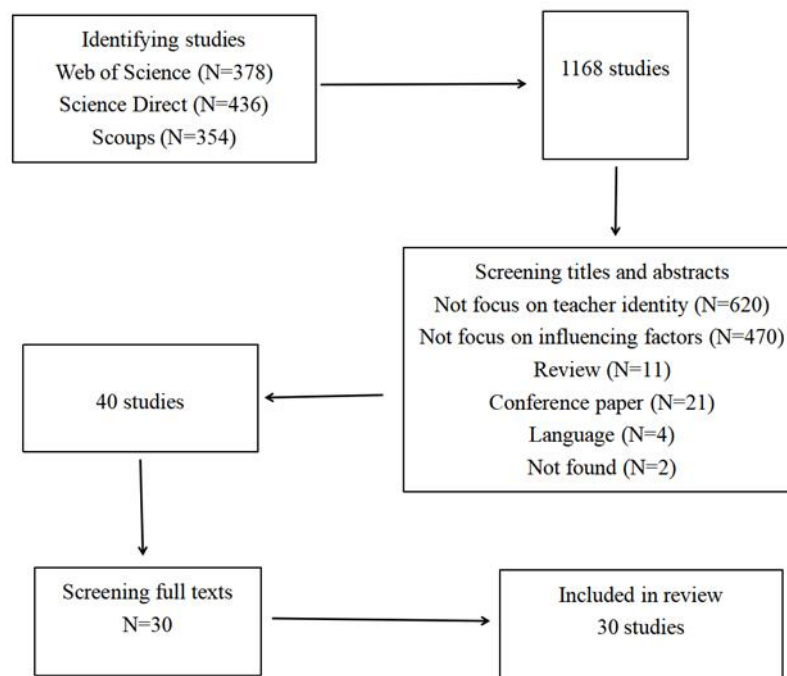 Identifying studies
Web of Science (N=378)
Science Direct (N=436)
Scoups (N=354)
1168 studies
Screening titles and abstracts
Not focus on teacher identity (N=620)
Not focus on influencing factors (N=470)
Review (N=11)
Conference paper (N=21)
Language (N=4)
Not found (N=2)
40 studies
Screening full texts
N=30
Included in review
30 studies